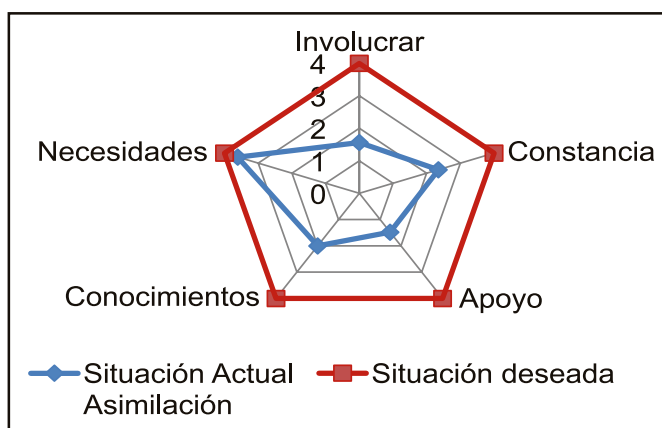 Involucrar
4
3
2
1
0
Necesidades
Constancia
Conocimientos
Apoyo
Situación Actual
Asimilación
Situación deseada